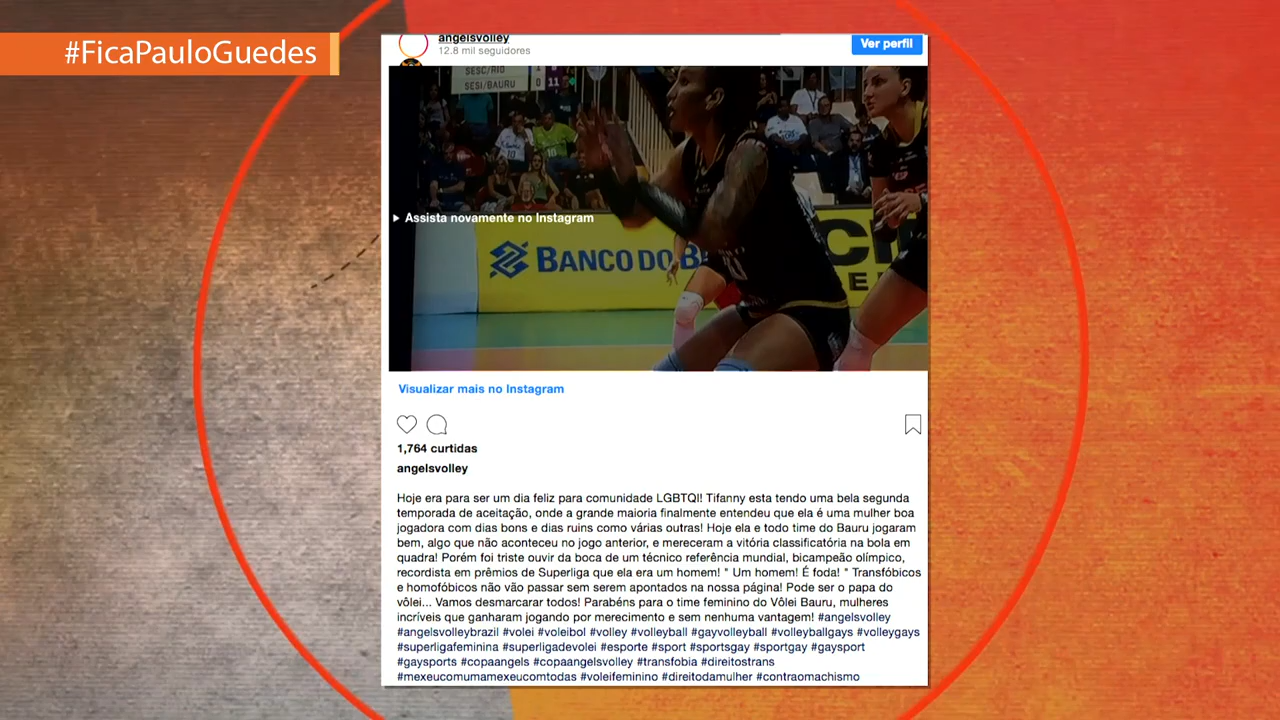 #FicaPauloGuedes
angelsvolley
12.8 mil seguidores
Ver perfil
SESC/RIO 1
SESI/BAURU 0 11
Assista novamente no Instagram
BANCO DO B
Visualizar mais no Instagram
1,764 curtidas
angelsvolley
Hoje era para ser um dia feliz para comunidade LGBTQI! Tifanny esta tendo uma bela segunda
temporada de aceitação, onde a grande maioria finalmente entendeu que ela é uma mulher boa
jogadora com dias bons e dias ruins como várias outras! Hoje ela e todo time do Bauru jogaram
bem, algo que não aconteceu no jogo anterior, e mereceram a vitória classificatória na bola em
quadra! Porém foi triste ouvir da boca de um técnico referência mundial, bicampeão olímpico,
recordista em prêmios de Superliga que ela era um homem! " Um homem! É foda! " Transfóbicos
e homofóbicos não vão passar sem serem apontados na nossa página! Pode ser o papa do
vôlei... Vamos desmarcarar todos! Parabéns para o time feminino do Vôlei Bauru, mulheres
incríveis que ganharam jogando por merecimento e sem nenhuma vantagem! #angelsvolley
#angelsvolleybrazil #volei #voleibol #volley #volleyball #gayvolleyball #volleyballgays #volleygays
#superligafeminina #superligadevolei #esporte #sport #sportsgay #sportgay #gaysport
#gaysports #copaangels #copaangelsvolley #transfobia #direitostrans
#mexeucomumamexeucomtodas #voleifeminino #direitodamulher #contraomachismo